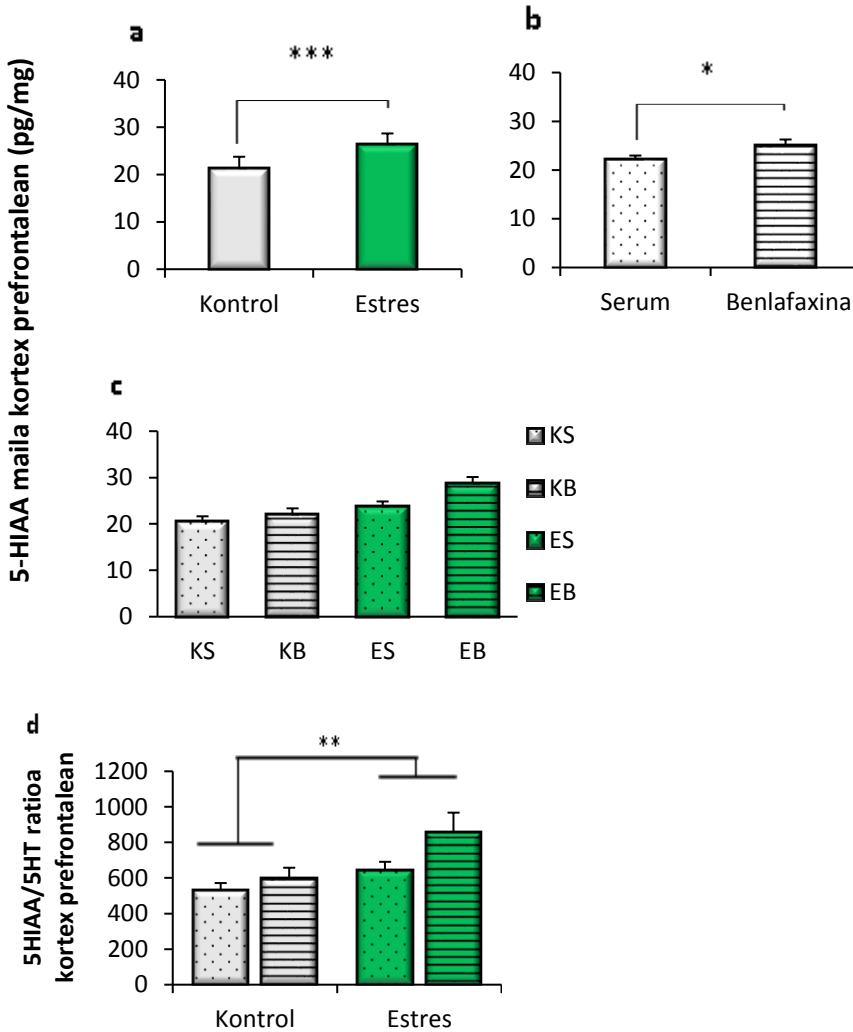 5-HIAA maila kortex prefrontalean (pg/mg)
a
***
40
30
20
10
0
Kontrol Estres
b
*
40
30
20
10
0
Serum Benlafaxina
c
40
30
20
10
0
KS KB ES EB
KS
KB
ES
EB
d
5HIAA/5HT ratioa
kortex prefrontalean
**
1200
1000
800
600
400
200
0
Kontrol Estres